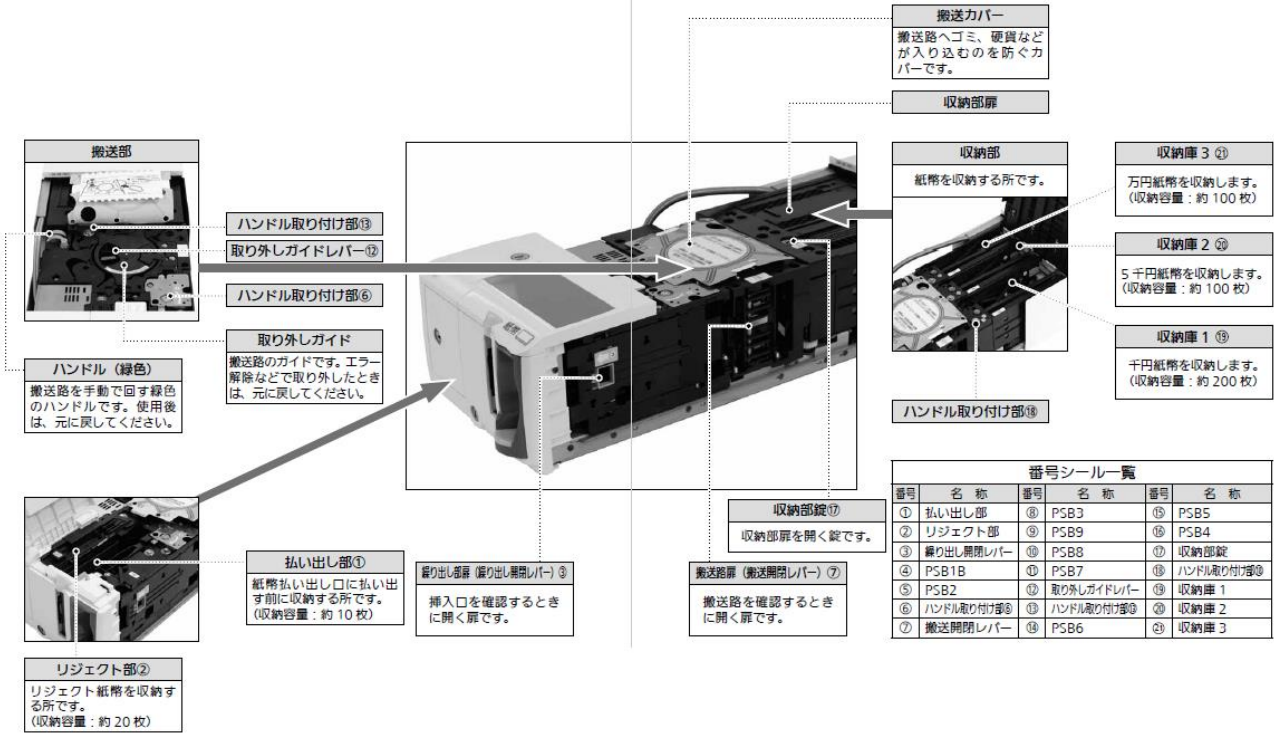 搬送カバー
搬送路へゴミ、硬貨など
が入り込むのを防ぐカ
バーです。
収納部扉
搬送部
ハンドル取り付け部⑬
取り外しガイドレバー⑫
ハンドル取り付け部⑥
取り外しガイド
搬送路のガイドです。エラー
解除などで取り外したとき
は、元に戻してください。
ハンドル（緑色）
搬送路を手動で回す緑色
のハンドルです。使用後
は、元に戻してください。
収納部
紙幣を収納する所です。
収納庫 3 ㉑
万円紙幣を収納します。
（収納容量：約 100 枚）
収納庫 2 ⑳
5 千円紙幣を収納します。
（収納容量：約 100 枚）
収納庫 1 ⑲
千円紙幣を収納します。
（収納容量：約 200 枚）
ハンドル取り付け部⑱
紙幣
収納部錠⑰
収納部扉を開く錠です。
払い出し部①
紙幣払い出し口に払い出
す前に収納する所です。
（収納容量：約 10 枚）
繰り出し部扉（繰り出し開閉レバー）③
挿入口を確認するとき
に開く扉です。
搬送路扉（搬送開閉レバー）⑦
搬送路を確認するとき
に開く扉です。
リジェクト部②
リジェクト紙幣を収納す
る所です。
（収納容量：約 20 枚）
番号シール一覧
番号 名 称 番号 名 称 番号 名 称
① 払い出し部 ⑧ PSB3 ⑮ PSB5
② リジェクト部 ⑨ PSB9 ⑯ PSB4
③ 繰り出し開閉レバー ⑩ PSB8 ⑰ 収納部錠
④ PSB1B ⑪ PSB7 ⑱ ハンドル取り付け部⑱
⑤ PSB2 ⑫ 取り外しガイドレバー ⑲ 収納庫 1
⑥ ハンドル取り付け部⑥ ⑬ ハンドル取り付け部⑬ ⑳ 収納庫 2
⑦ 搬送開閉レバー ⑭ PSB6 ㉑ 収納庫 3